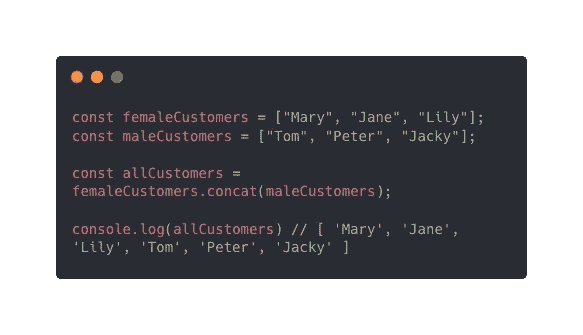 const femaleCustomers = ["Mary", "Jane", "Lily"];
const maleCustomers = ["Tom", "Peter", "Jacky"];
const allCustomers =
femaleCustomers.concat(maleCustomers);
console.log(allCustomers) // [ 'Mary', 'Jane',
'Lily', 'Tom', 'Peter', 'Jacky' ]